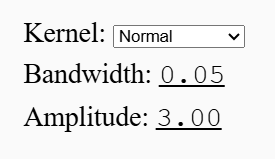 Kernel: Normal
Bandwidth: 0.05
Amplitude: 3.00